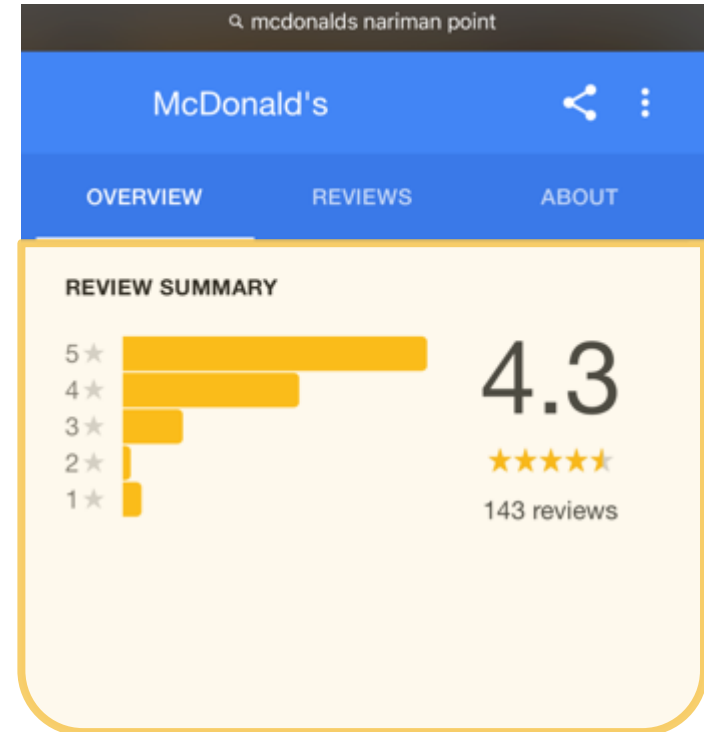 mcdonalds nariman point
McDonald's
OVERVIEW REVIEWS ABOUT
REVIEW SUMMARY
5
4
3
2
1
4.3
143 reviews